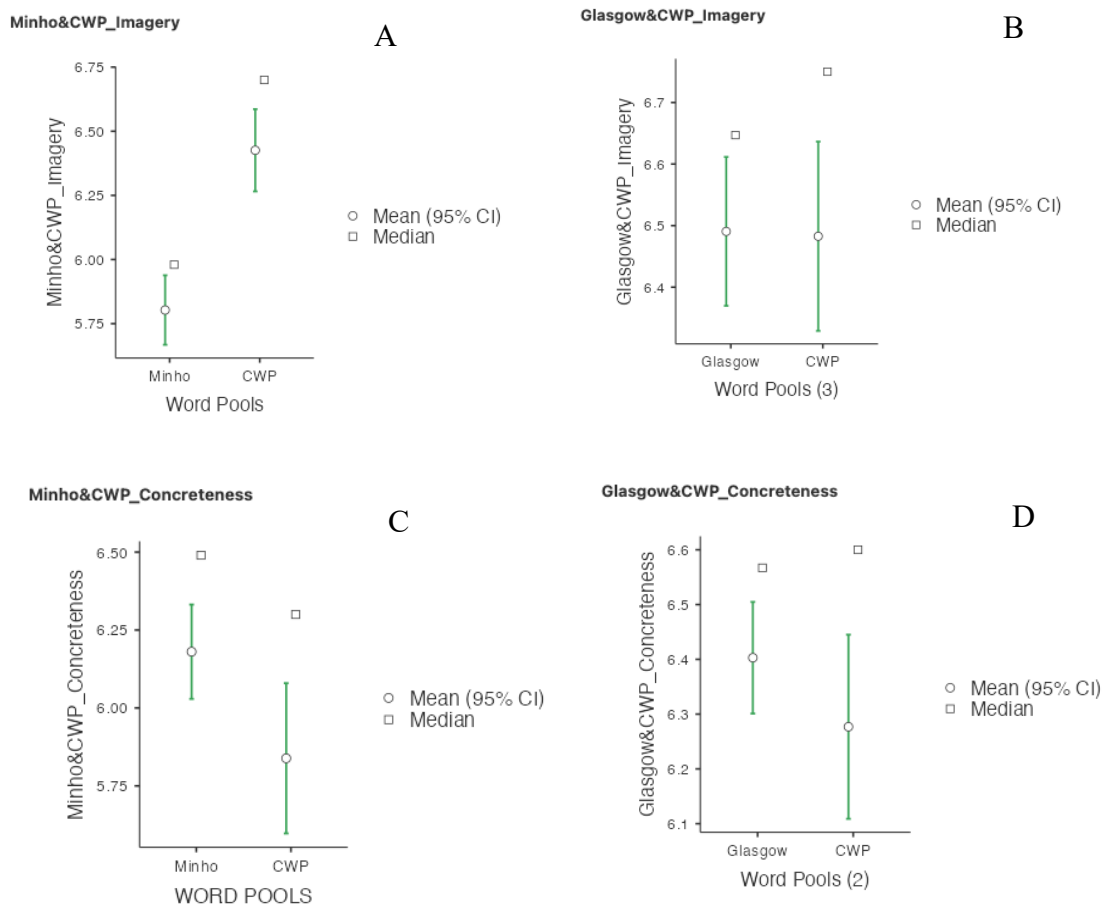 Minho&CWP_Imagery
A
6.75
6.50
6.25
6.00
5.75
Minho&CWP_Imagery
Minho
CWP
Word Pools
Mean (95% CI)
Median
Glasgow&CWP_Imagery
B
6.7
6.6
6.5
6.4
Glasgow&CWP_Imagery
Glasgow
CWP
Word Pools (3)
Mean (95% CI)
Median
Minho&CWP_Concreteness
C
6.50
6.25
6.00
5.75
Minho&CWP_Concreteness
Minho
CWP
WORD POOLS
Mean (95% CI)
Median
Glasgow&CWP_Concreteness
D
6.6
6.5
6.4
6.3
6.2
6.1
Glasgow&CWP_Concreteness
Glasgow
CWP
Word Pools (2)
Mean (95% CI)
Median